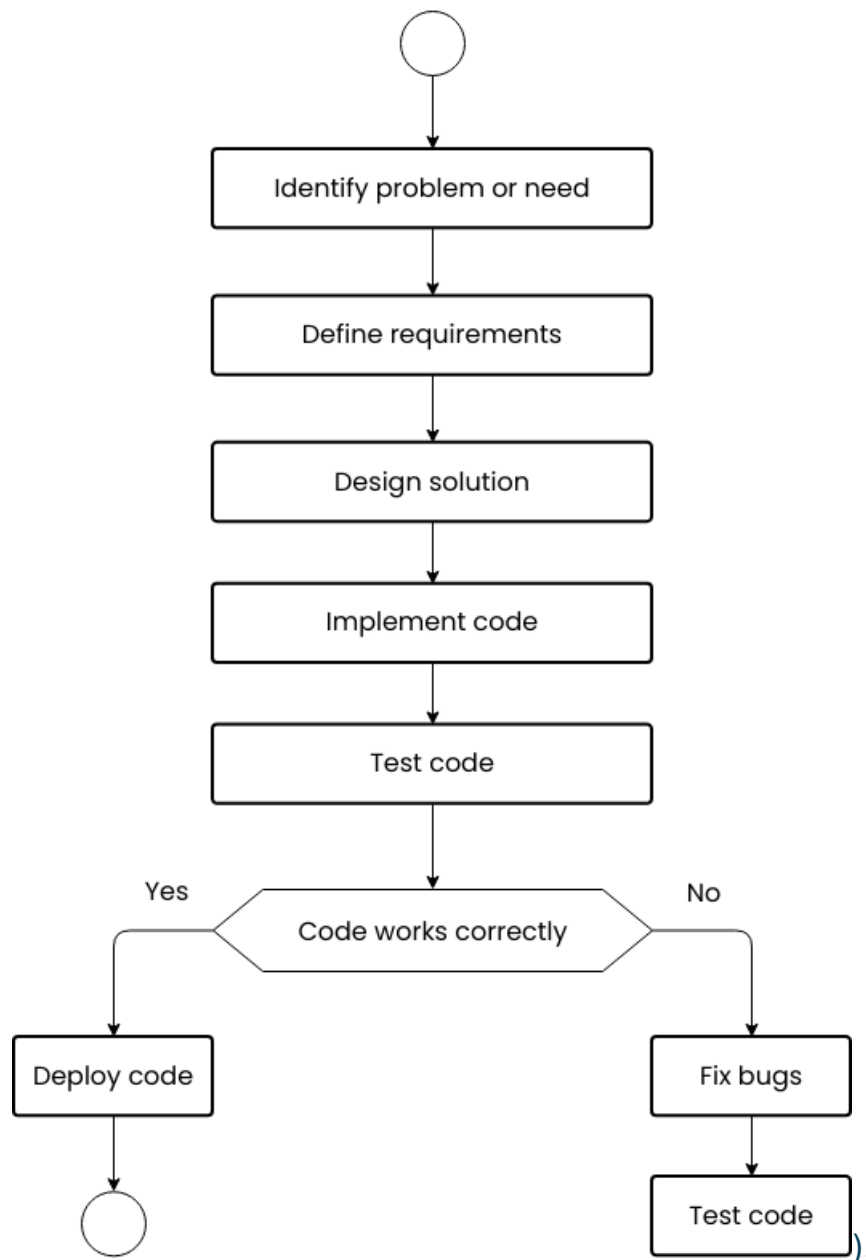 Identify problem or need
Define requirements
Design solution
Implement code
Test code
Yes
No
Code works correctly
Deploy code
Fix bugs
Test code
)